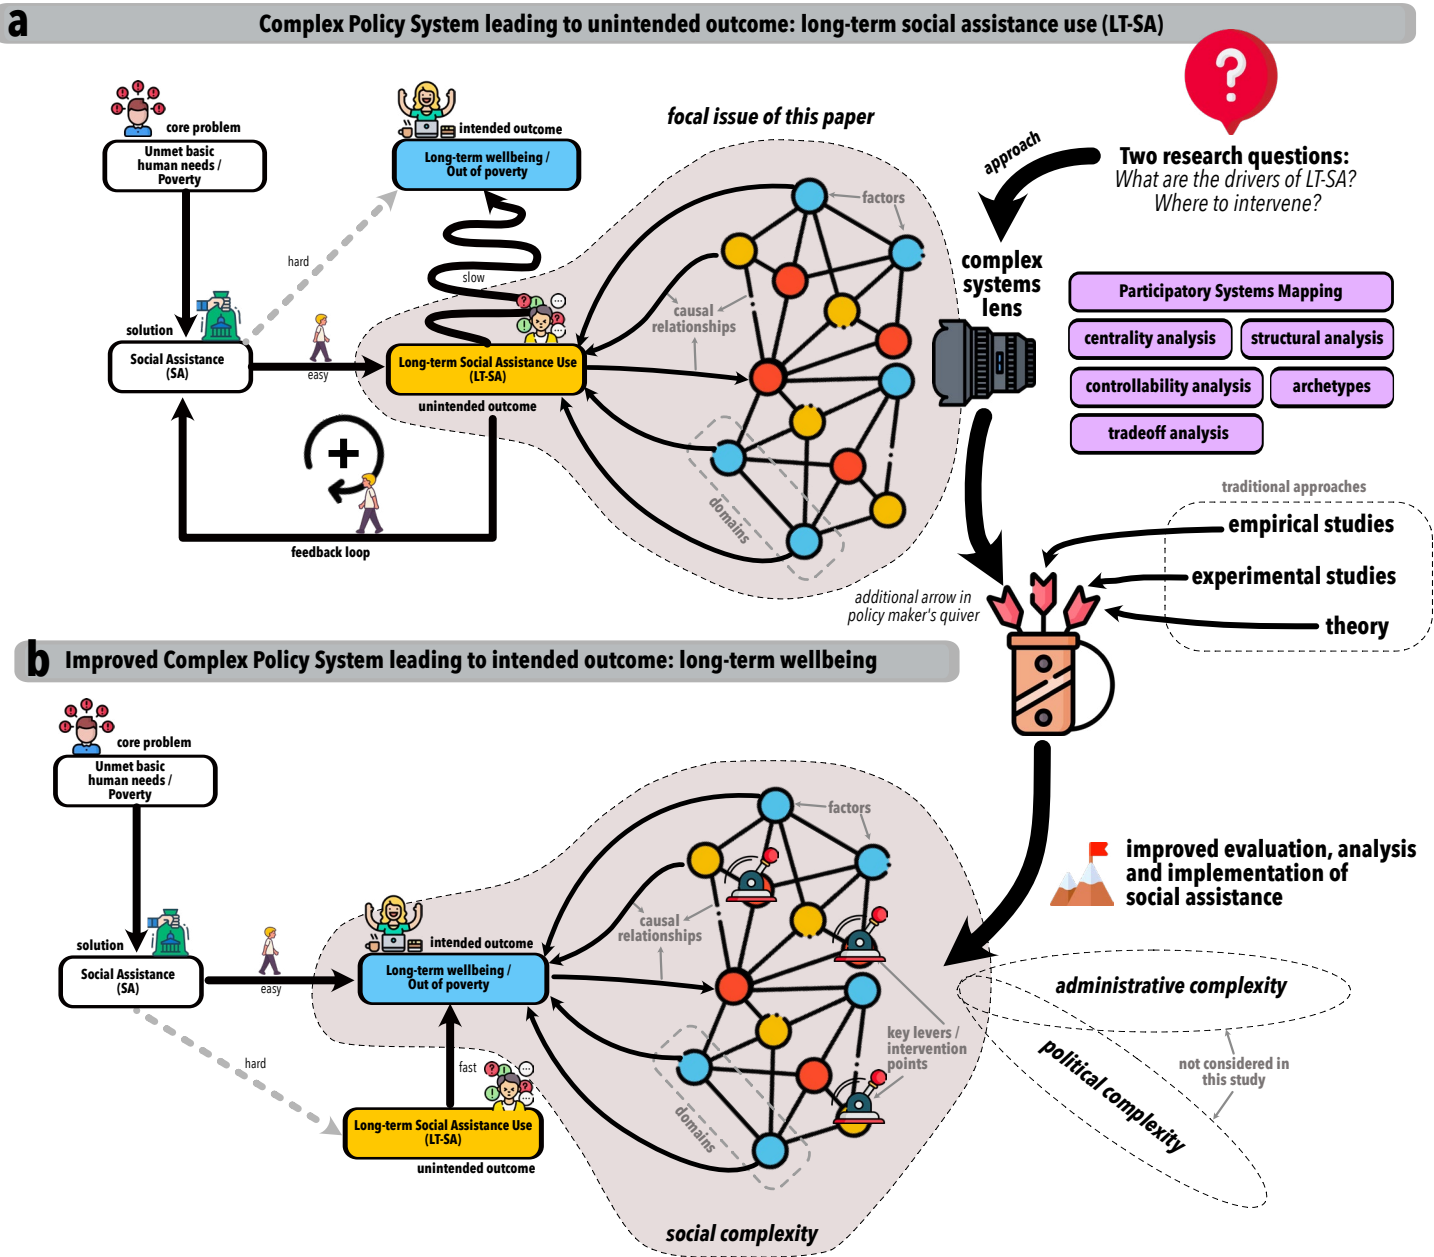 a
Complex Policy System leading to unintended outcome: long-term social assistance use (LT-SA)
core problem
Unmet basic
human needs /
Poverty
intended outcome
Long-term wellbeing /
Out of poverty
focal issue of this paper
approach
?
Two research questions:
What are the drivers of LT-SA?
Where to intervene?
factors
hard
slow
causal
relationships
complex
systems
lens
Participatory Systems Mapping
centrality analysis
structural analysis
controllability analysis
archetypes
tradeoff analysis
solution
Social Assistance
(SA)
easy
Long-term Social Assistance Use
(LT-SA)
unintended outcome
+
feedback loop
domains
traditional approaches
empirical studies
experimental studies
theory
additional arrow in
policy maker's quiver
b
Improved Complex Policy System leading to intended outcome: long-term wellbeing
core problem
Unmet basic
human needs /
Poverty
factors
improved evaluation, analysis
and implementation of
social assistance
solution
Social Assistance
(SA)
easy
intended outcome
Long-term wellbeing /
Out of poverty
causal
relationships
hard
fast
Long-term Social Assistance Use
(LT-SA)
unintended outcome
domains
key levers /
intervention
points
administrative complexity
political complexity
not considered in
this study
social complexity